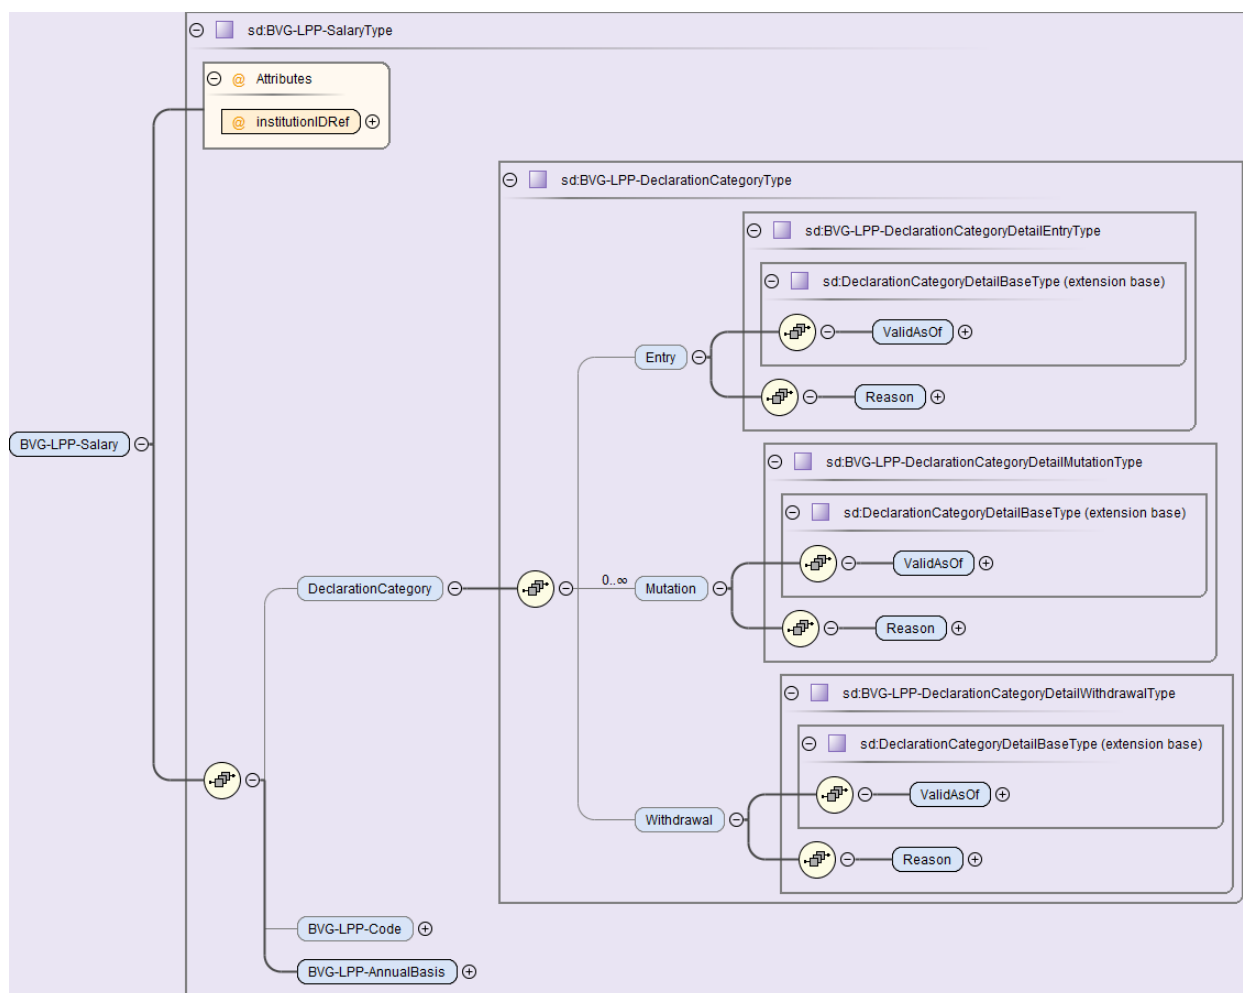 sd:BVG-LPP-SalaryType
@ Attributes
@ institutionIDRef
sd:BVG-LPP-DeclarationCategoryType
sd:BVG-LPP-DeclarationCategoryDetailEntryType
sd:DeclarationCategoryDetailBaseType (extension base)
ValidAsOf
Entry
Reason
BVG-LPP-Salary
sd:BVG-LPP-DeclarationCategoryDetailMutationType
sd:DeclarationCategoryDetailBaseType (extension base)
ValidAsOf
DeclarationCategory
0..∞
Mutation
Reason
sd:BVG-LPP-DeclarationCategoryDetailWithdrawalType
sd:DeclarationCategoryDetailBaseType (extension base)
ValidAsOf
Withdrawal
Reason
BVG-LPP-Code
BVG-LPP-AnnualBasis